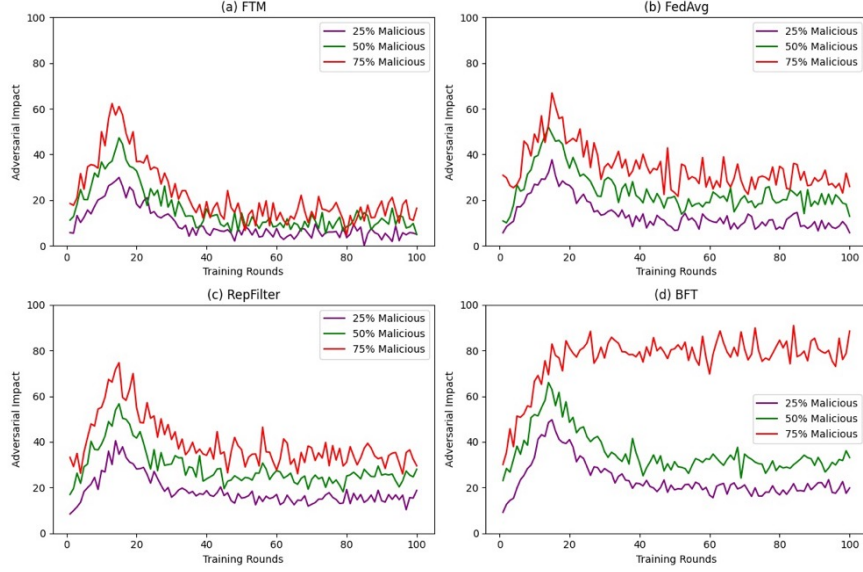 (a) FTM
100
80
60
40
20
0
Adversarial Impact
25% Malicious
50% Malicious
75% Malicious
0 20 40 60 80 100
Training Rounds
(b) FedAvg
100
80
60
40
20
0
Adversarial Impact
25% Malicious
50% Malicious
75% Malicious
0 20 40 60 80 100
Training Rounds
(c) RepFilter
100
80
60
40
20
0
Adversarial Impact
25% Malicious
50% Malicious
75% Malicious
0 20 40 60 80 100
Training Rounds
(d) BFT
100
80
60
40
20
0
Adversarial Impact
25% Malicious
50% Malicious
75% Malicious
0 20 40 60 80 100
Training Rounds